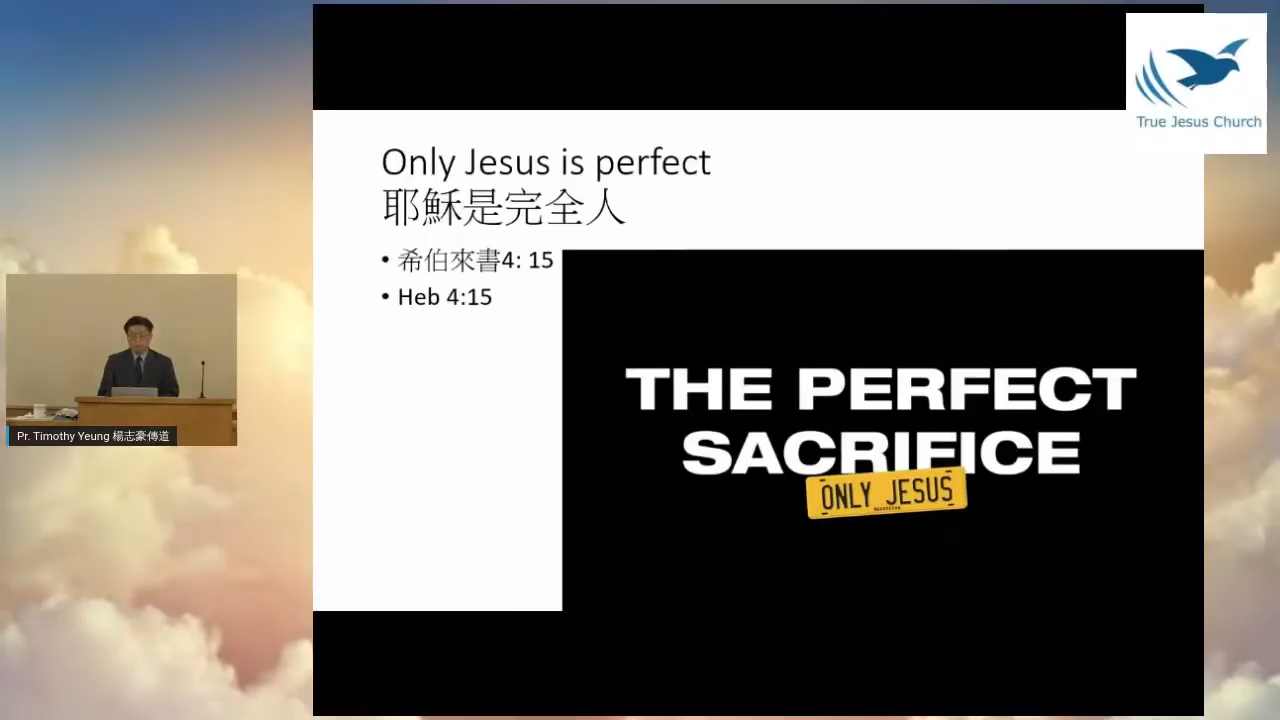 True Jesus Church
Only Jesus is perfect
耶穌是完全人
• 希伯來書4: 15
• Heb 4:15
THE PERFECT
SACRIFICE
ONLY JESUS
Pr. Timothy Yeung 楊志豪傳道